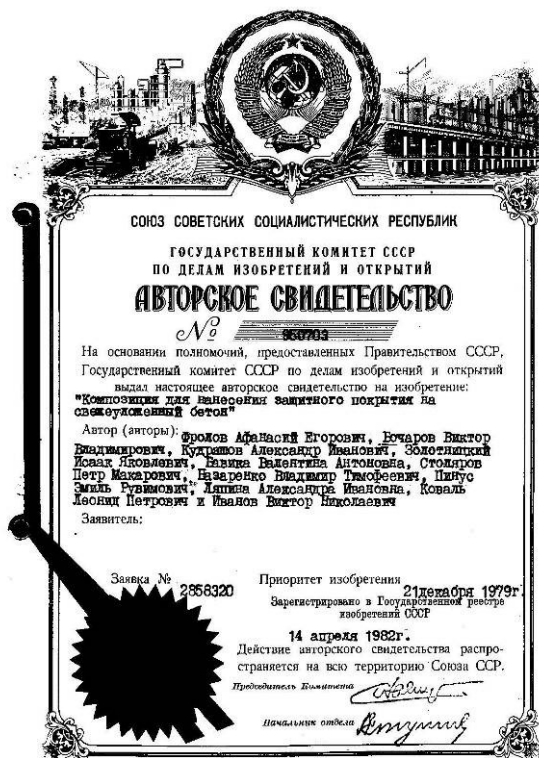 СОЮЗ СОВЕТСКИХ СОЦИАЛИСТИЧЕСКИХ РЕСПУБЛИК
ГОСУДАРСТВЕННЫЙ КОМИТЕТ СССР
ПО ДЕЛАМ ИЗОБРЕТЕНИЙ И ОТКРЫТИЙ
АВТОРСКОЕ СВИДЕТЕЛЬСТВО
№ 960703
На основании полномочий, предоставленных Правительством СССР,
Государственный комитет СССР по делам изобретений и открытий
выдал настоящее авторское свидетельство на изобретение:
"Композиция для нанесения защитного покрытия на
свежеуложенный бетон"
Автор (авторы): Фролов Афанасий Егорович, Бочаров Виктор
Владимирович, Кудрашов Александр Иванович, Золотницкий
Исаак Яковлевич, Бавика Валентина Антоновна, Столяров
Петр Макарович, Назаренко Владимир Тимофеевич, Пинус
Эмиль Рувимович, Ляпина Александра Ивановна, Коваль
Леонид Петрович и Иванов Виктор Николаевич
Заявитель:
Заявка № 2858320 Приоритет изобретения 21декабря 1979г.
Зарегистрировано в Государственном реестре
изобретений СССР
14 апреля 1982г.
Действие авторского свидетельства распро-
страняется на всю территорию Союза ССР.
Председатель Комитета
Начальник отдела